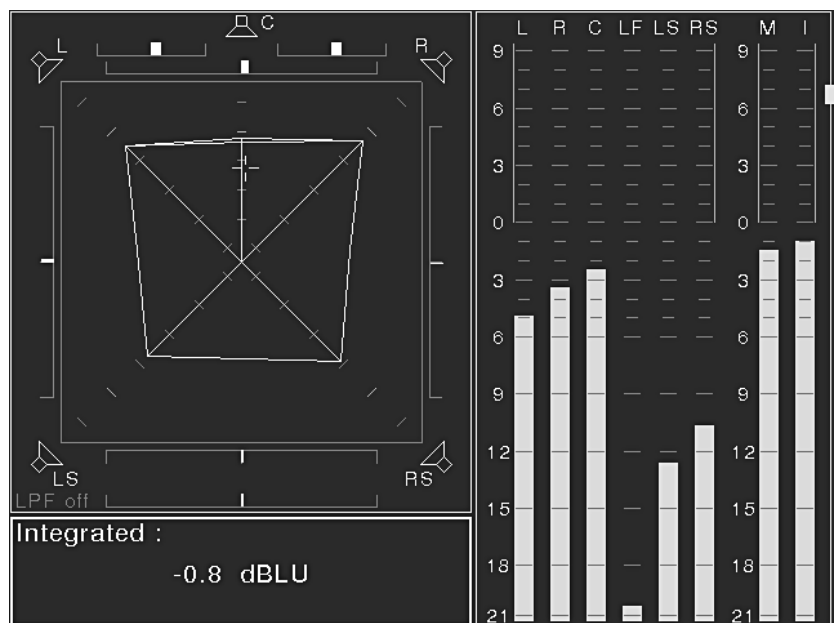 C
L R
LS RS
LPF off
Integrated :
-0.8 dBLU
L R C LF LS RS M I
9 9
6 6
3 3
0 0
3 3
6 6
9 9
12 12
15 15
18 18
21 21